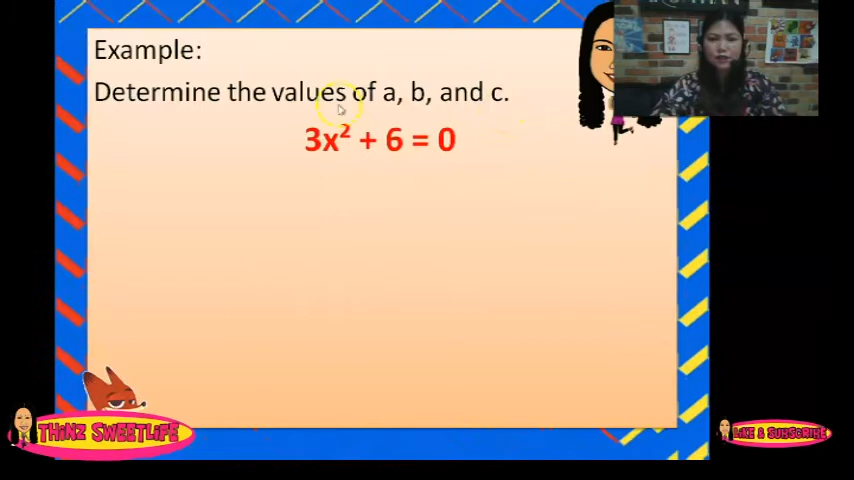 Example:
Determine the values of a, b, and c.
3x² + 6 = 0
THINZ SWEETLIFE
LIKE & SUBSCRIBE